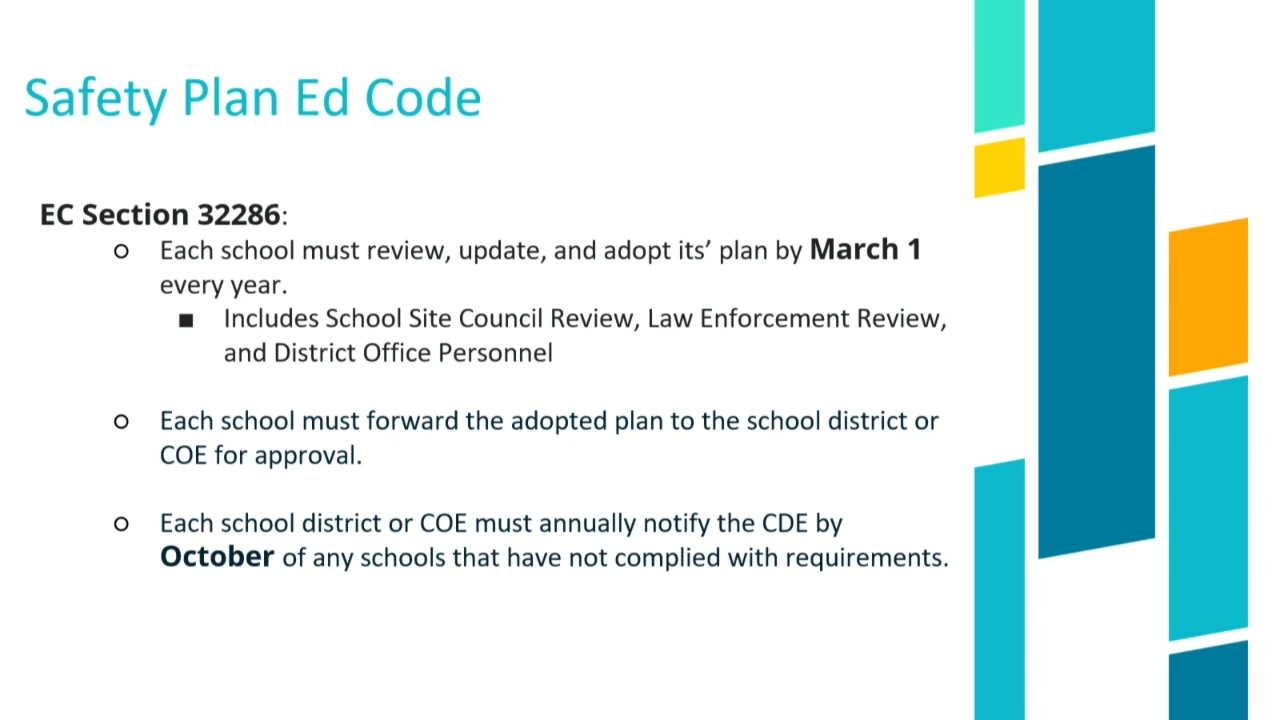 Safety Plan Ed Code
EC Section 32286:
○ Each school must review, update, and adopt its’ plan by March 1
every year.
■ Includes School Site Council Review, Law Enforcement Review,
and District Office Personnel
○ Each school must forward the adopted plan to the school district or
COE for approval.
○ Each school district or COE must annually notify the CDE by
October of any schools that have not complied with requirements.